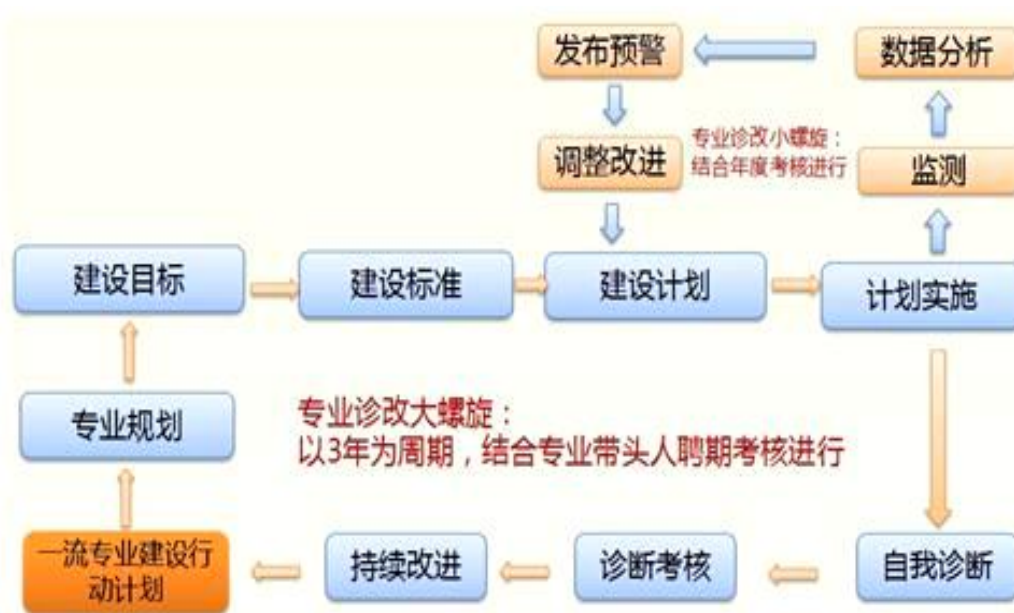 发布预警
数据分析
专业诊改小螺旋：
结合年度考核进行
调整改进
监测
建设目标
建设标准
建设计划
计划实施
专业规划
专业诊改大螺旋：
以3年为周期，结合专业带头人聘期考核进行
一流专业建设行
动计划
持续改进
诊断考核
自我诊断